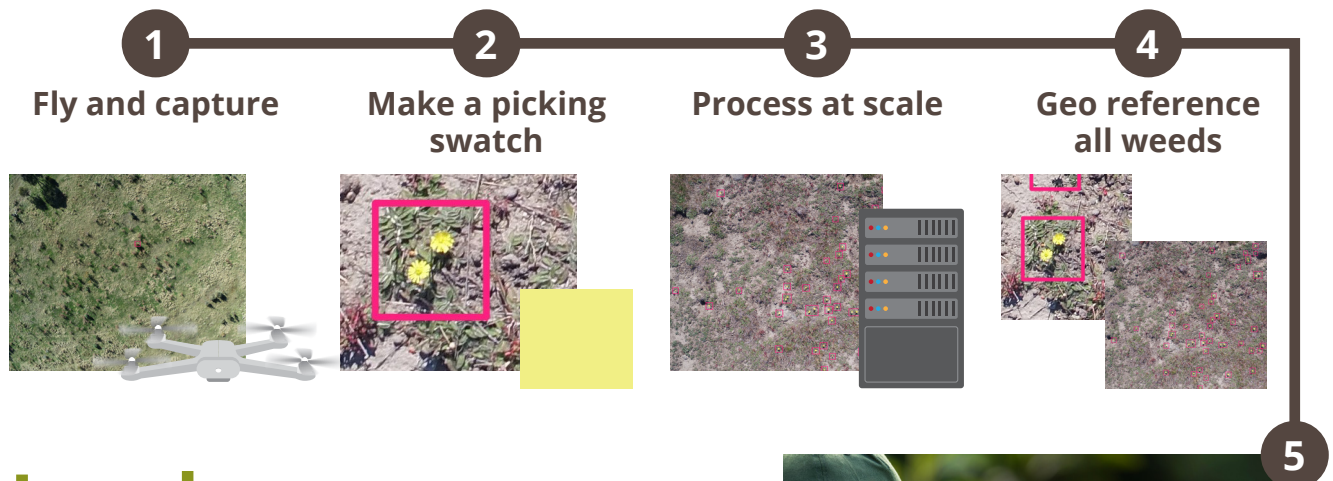 1
2
3
4
Fly and capture
Make a picking
swatch
Process at scale
Geo reference
all weeds
5